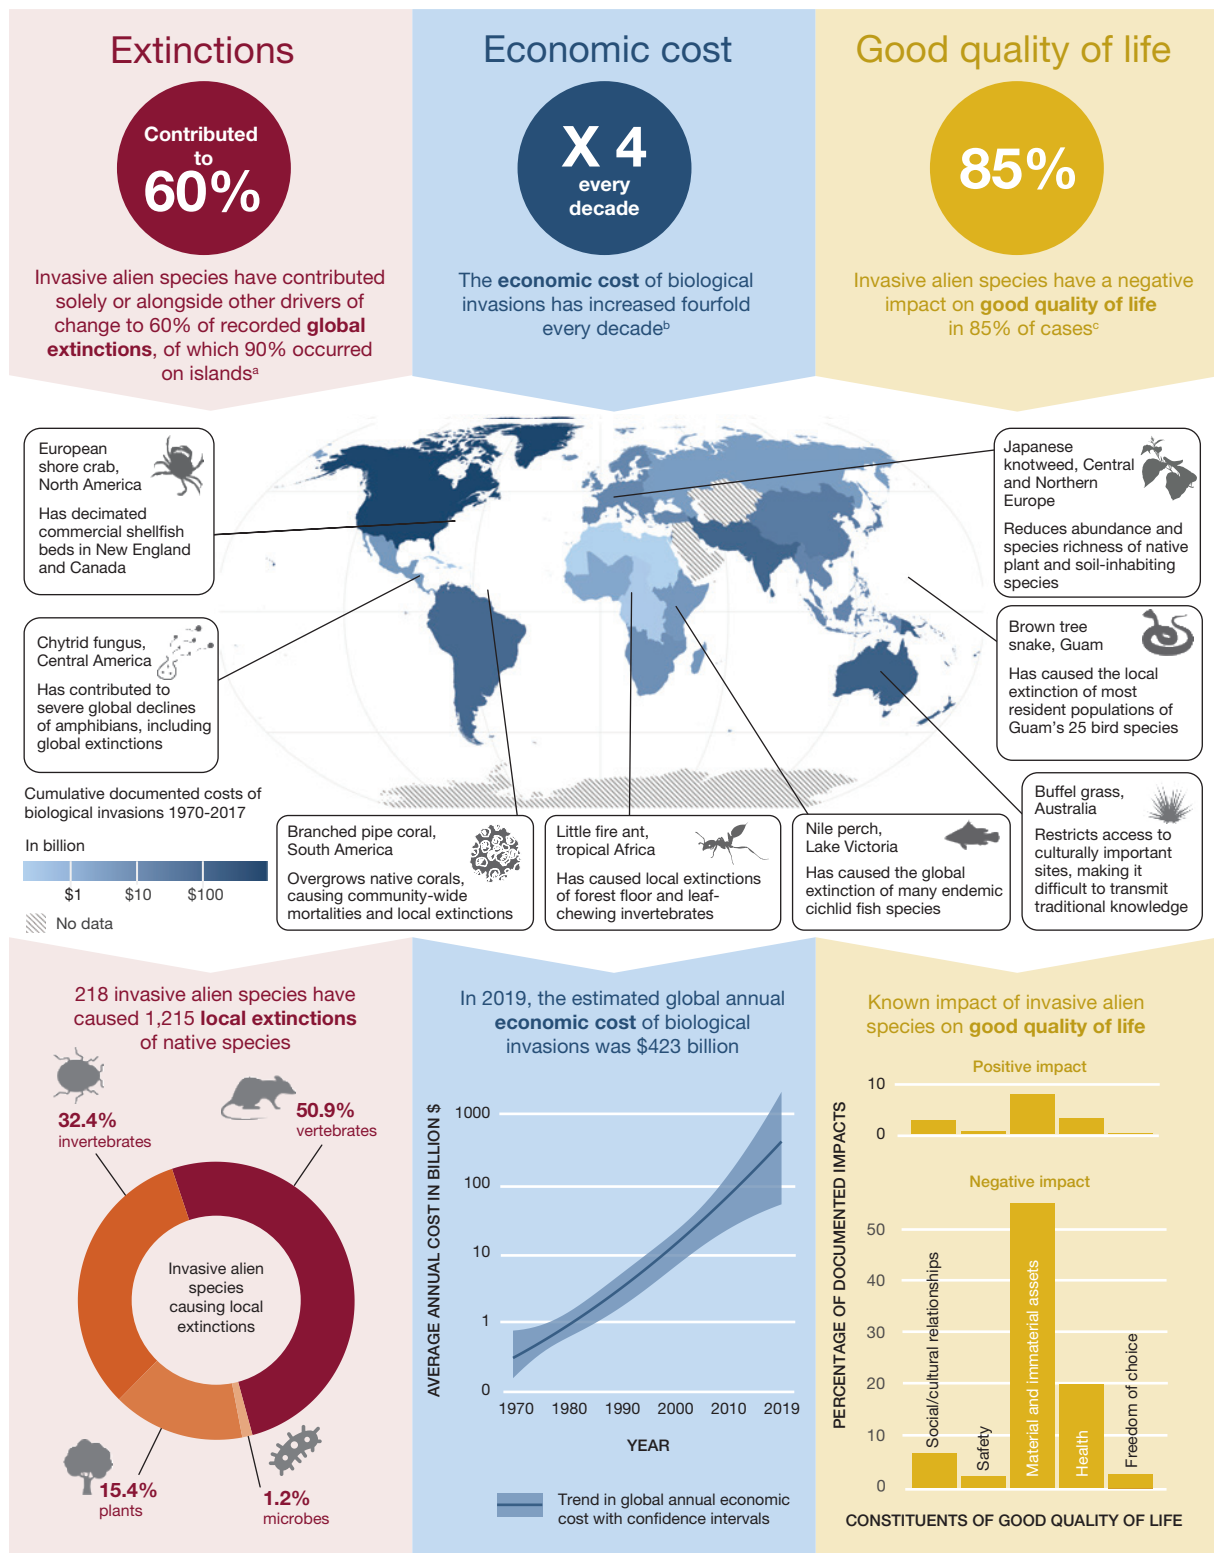 Extinctions
Contributed
to
60%
Invasive alien species have contributed
solely or alongside other drivers of
change to 60% of recorded global
extinctions, of which 90% occurred
on islandsᵃ
Economic cost
X 4
every
decade
The economic cost of biological
invasions has increased fourfold
every decadeᵇ
Good quality of life
85%
Invasive alien species have a negative
impact on good quality of life
in 85% of casesᶜ
European
shore crab,
North America
Has decimated
commercial shellfish
beds in New England
and Canada
Chytrid fungus,
Central America
Has contributed to
severe global declines
of amphibians, including
global extinctions
Japanese
knotweed, Central
and Northern
Europe
Reduces abundance and
species richness of native
plant and soil-inhabiting
species
Brown tree
snake, Guam
Has caused the local
extinction of most
resident populations of
Guam's 25 bird species
Buffel grass,
Australia
Restricts access to
culturally important
sites, making it
difficult to transmit
traditional knowledge
Cumulative documented costs of
biological invasions 1970-2017
In billion
$1 $10 $100
No data
Branched pipe coral,
South America
Overgrows native corals,
causing community-wide
mortalities and local extinctions
Little fire ant,
tropical Africa
Has caused local extinctions
of forest floor and leaf-
chewing invertebrates
Nile perch,
Lake Victoria
Has caused the global
extinction of many endemic
cichlid fish species
218 invasive alien species have
caused 1,215 local extinctions
of native species
32.4%
invertebrates
50.9%
vertebrates
Invasive alien
species
causing local
extinctions
15.4%
plants
1.2%
microbes
In 2019, the estimated global annual
economic cost of biological
invasions was $423 billion
AVERAGE ANNUAL COST IN BILLION $
1000
100
10
1
0
1970 1980 1990 2000 2010 2019
YEAR
Trend in global annual economic
cost with confidence intervals
Known impact of invasive alien
species on good quality of life
PERCENTAGE OF DOCUMENTED IMPACTS
Positive impact
10
0
Negative impact
50
40
30
20
10
0
Social/cultural relationships
Safety
Material and immaterial assets
Health
Freedom of choice
CONSTITUENTS OF GOOD QUALITY OF LIFE